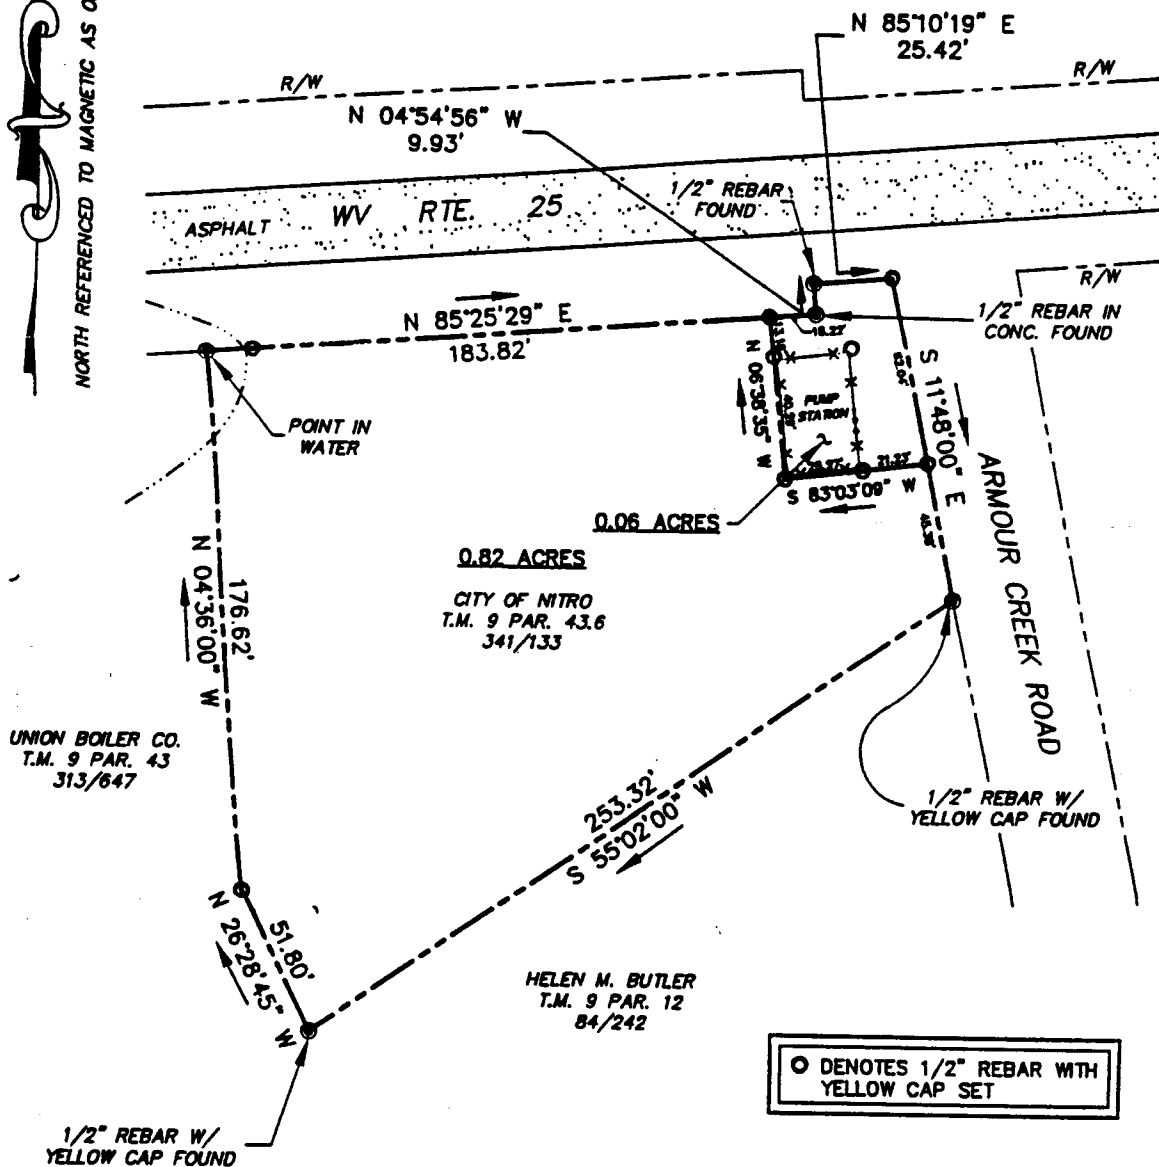 NORTH REFERENCED TO MAGNETIC AS
N 85°10'19" E
25.42'
R/W
R/W
N 04°54'56" W
9.93'
1/2" REBAR
FOUND
WV RTE. 25
ASPHALT
R/W
N 85°25'29" E
183.82'
18.27'
1/2" REBAR IN
CONC. FOUND
N 06°38'35" W
PUMP
STATION
S 11°48'00" E
POINT IN
WATER
21.23'
S 83°03'09" W
0.06 ACRES
ARMOUR CREEK ROAD
0.82 ACRES
CITY OF NITRO
T.M. 9 PAR. 43.6
341/133
N 04°36'00" W
176.62'
UNION BOILER CO.
T.M. 9 PAR. 43
313/647
253.32'
S 55°02'00" W
1/2" REBAR W/
YELLOW CAP FOUND
51.80'
N 26°28'45" W
HELEN M. BUTLER
T.M. 9 PAR. 12
84/242
O DENOTES 1/2" REBAR WITH
YELLOW CAP SET
1/2" REBAR W/
YELLOW CAP FOUND